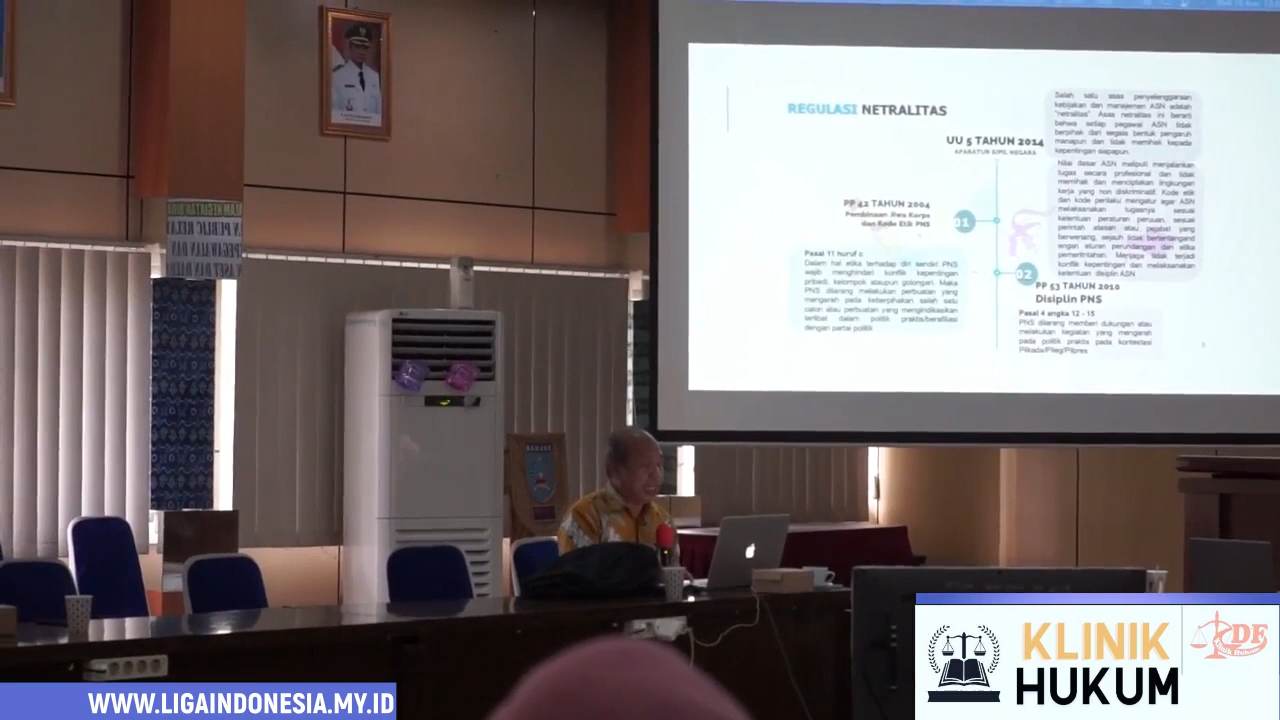 REGULASI NETRALITAS
UU 5 TAHUN 2014
APARATUR SIPIL NEGARA
Salah satu asas penyelenggaraan
kebijakan dan manajemen ASN adalah
"netralitas". Asas netralitas ini berarti
bahwa setiap pegawai ASN tidak
berpihak dari segala bentuk pengaruh
manapun dan tidak memihak kepada
kepentingan siapapun.
Nilai dasar ASN meliputi menjalankan
tugas secara profesional dan tidak
memihak dan menciptakan lingkungan
kerja yang non diskriminatif. Kode etik
dan kode perilaku mengatur agar ASN
melaksanakan tugasnya sesuai
ketentuan peraturan
perintah atasan atau pejabat yang
berwenang, sejauh tidak bertentangand
engan aturan perundangan dan etika
pemerintahan. Menjaga tidak terjadi
konflik kepentingan dan melaksanakan
ketentuan disiplin ASN
PP 42 TAHUN 2004
Pembinaan Jiwa Korps
dan Kode Etik PNS
01
Pasal 11 huruf c
Dalam hal etika terhadap diri sendiri PNS
wajib menghindari konflik kepentingan
pribadi, kelompok ataupun golongan. Maka
PNS dilarang melakukan perbuatan yang
mengarah pada keberpihakan salah satu
calon atau perbuatan yang mengindikasikan
terlibat dalam politik praktis/berafiliasi
dengan partai politik
02
PP 53 TAHUN 2010
Disiplin PNS
Pasal 4 angka 12 - 15
PNS dilarang memberi dukungan atau
melakukan kegiatan yang mengarah
pada politik praktis pada kontestasi
Pilkada/Pileg/Pilpres
WWW.LIGAINDONESIA.MY.ID
KLINIK
HUKUM
DF
Klinik Hukum